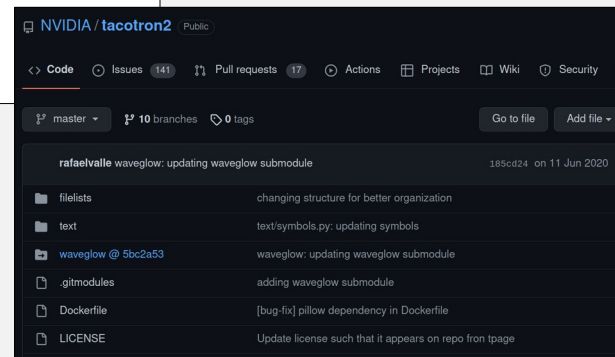 NVIDIA / tacotron2 Public
<> Code Issues 141 Pull requests 17 Actions Projects Wiki Security
master 10 branches 0 tags Go to file Add file
rafaelvalle waveglow: updating waveglow submodule 185cd24 on 11 Jun 2020
filelists changing structure for better organization
text text/symbols.py: updating symbols
waveglow @ 5bc2a53 waveglow: updating waveglow submodule
.gitmodules adding waveglow submodule
Dockerfile [bug-fix] pillow dependency in Dockerfile
LICENSE Update license such that it appears on repo fron tpage